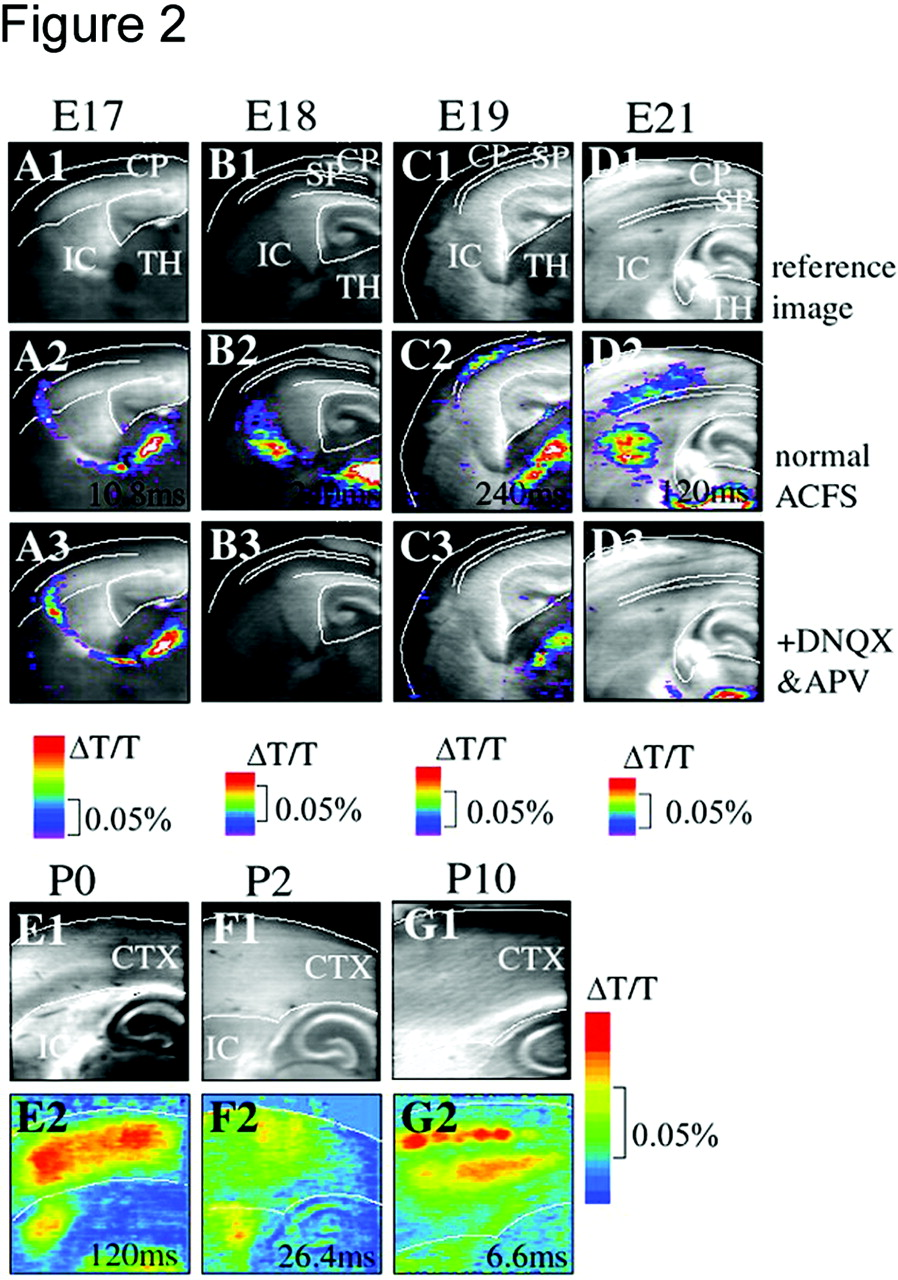 Figure 2
E17 E18 E19 E21
A1 CP IC TH
B1 SP CP IC TH
C1 CP SP IC TH
D1 CP SP IC TH
reference
image
A2 10.8ms
B2
C2 240ms
D2 120ms
normal
ACFS
A3
B3
C3
D3
+DNQX
&APV
ΔT/T 0.05%
ΔT/T 0.05%
ΔT/T 0.05%
ΔT/T 0.05%
P0 P2 P10
E1 CTX IC
F1 CTX IC
G1 CTX
ΔT/T
0.05%
E2 120ms
F2 26.4ms
G2 6.6ms